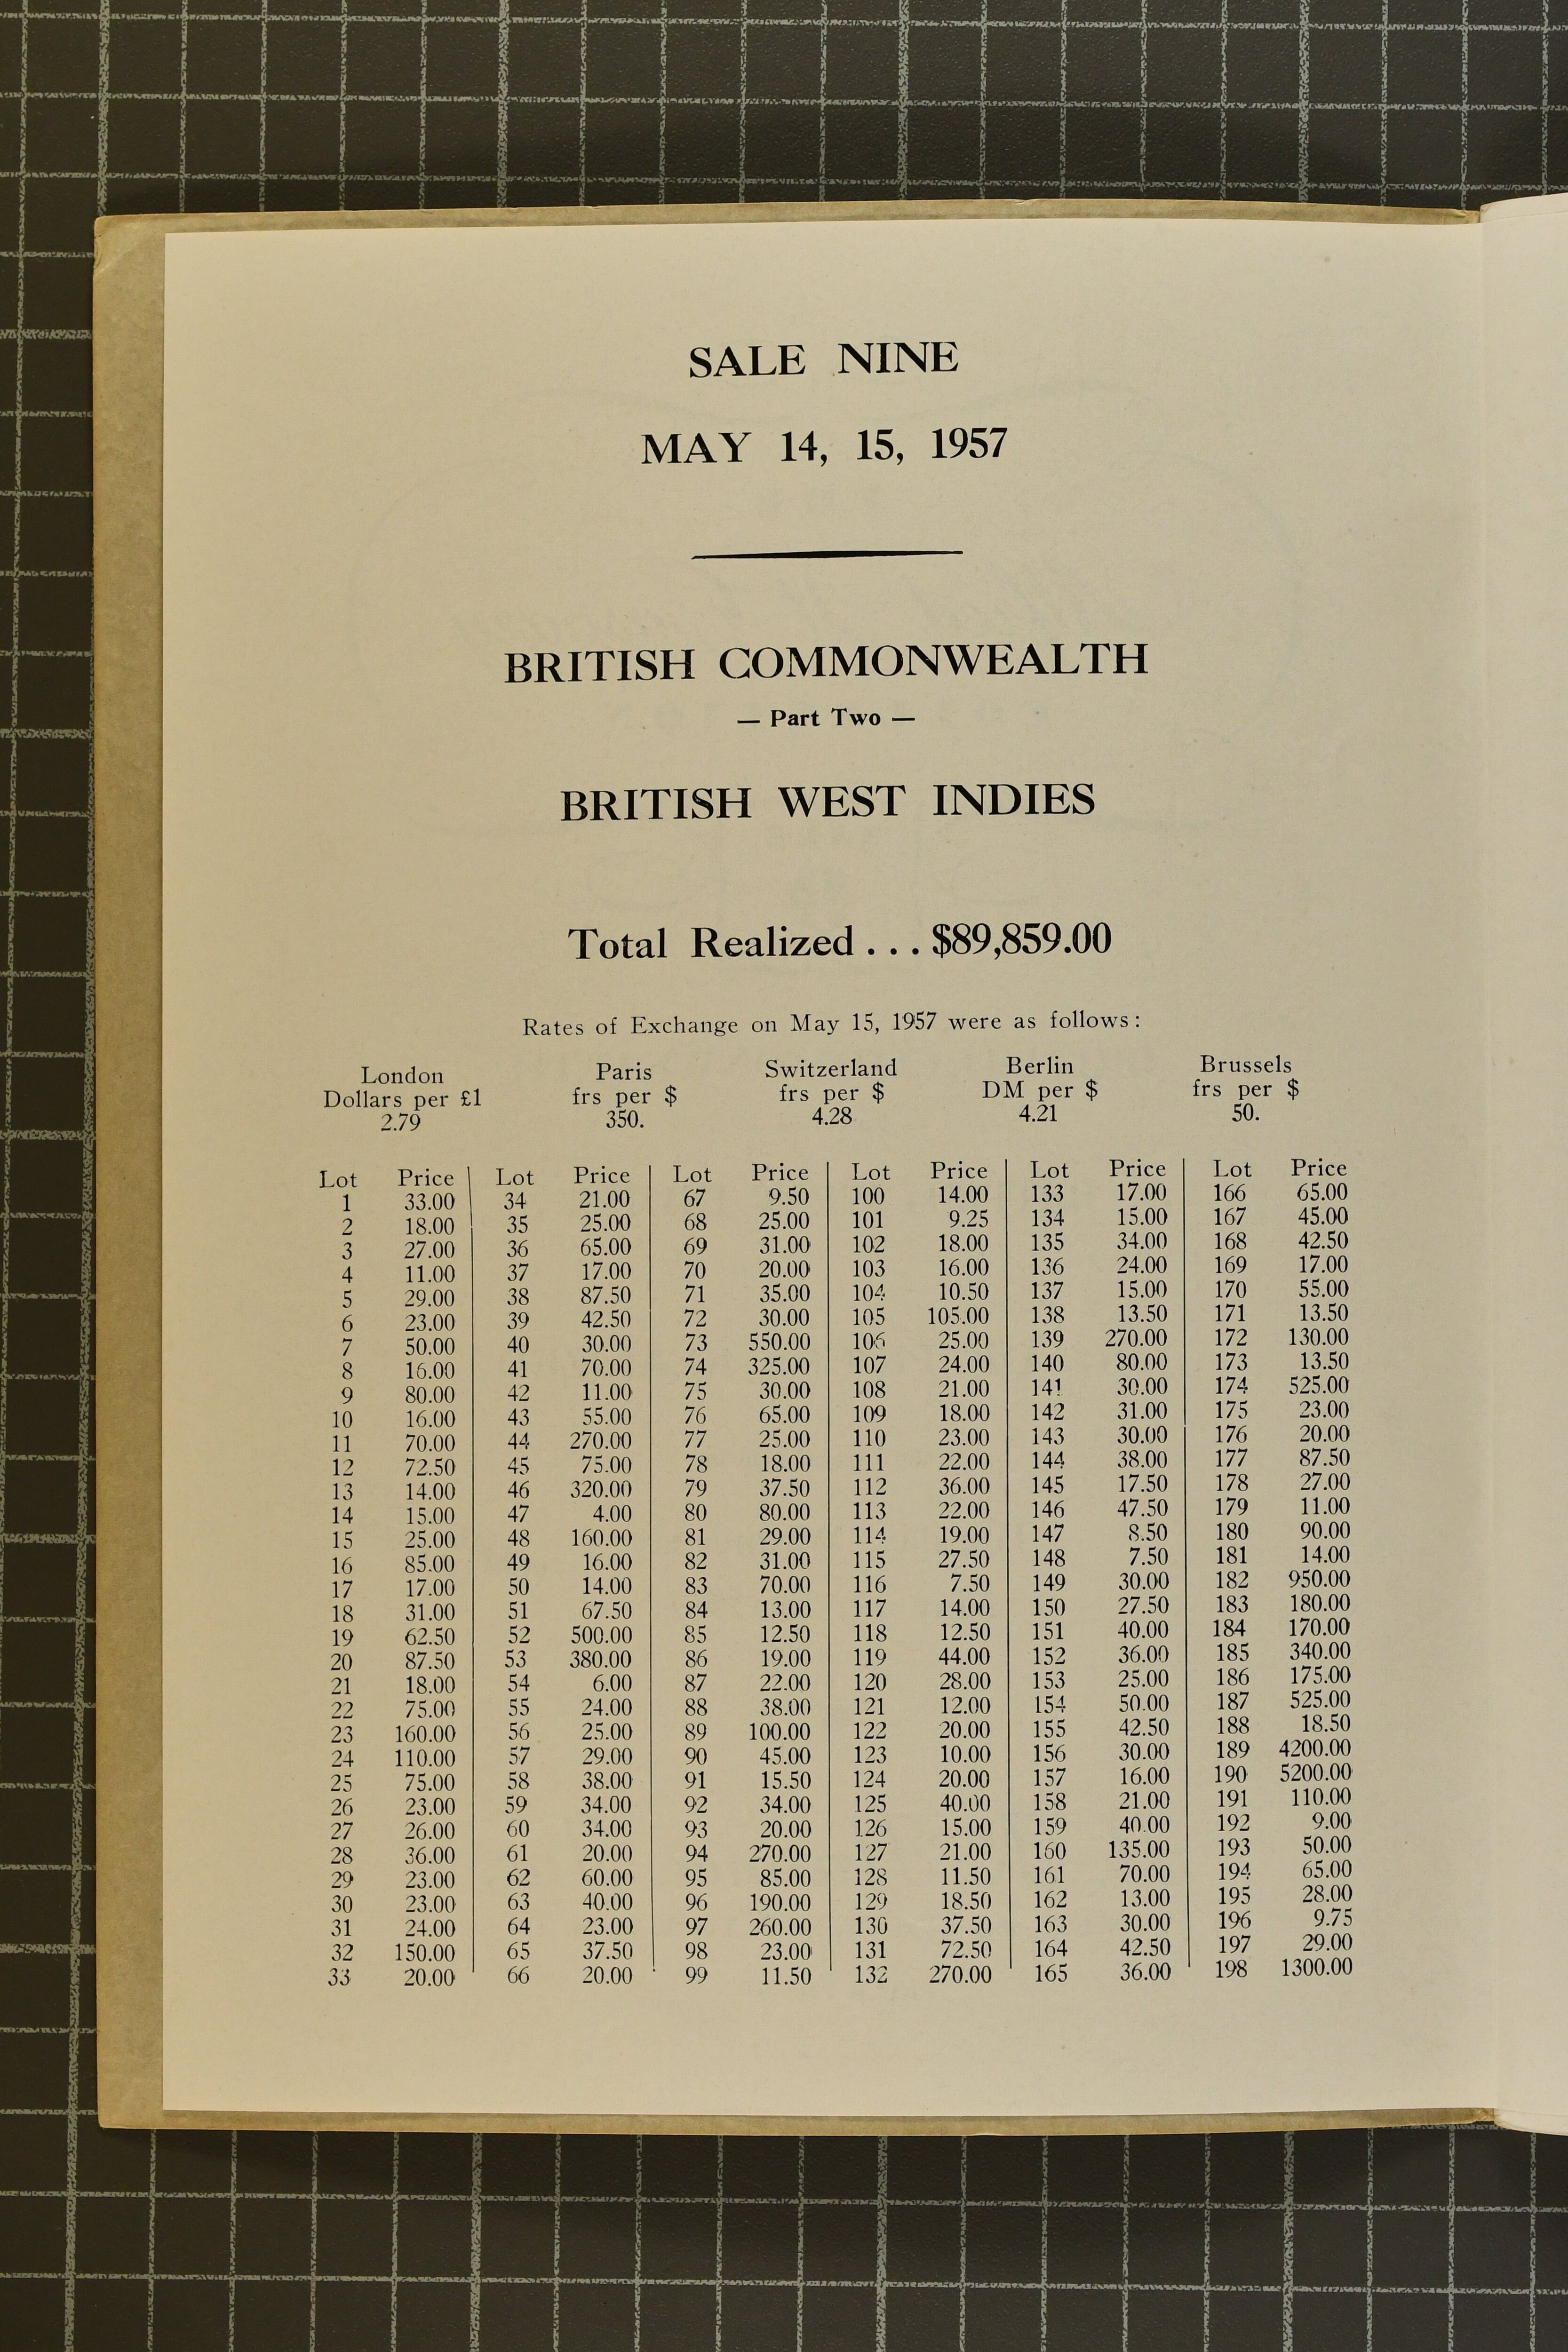 SALE NINE
MAY 14, 15, 1957
BRITISH COMMONWEALTH
— Part Two —
BRITISH WEST INDIES
Total Realized . . . $89,859.00
Rates of Exchange on May 15, 1957 were as follows:
London Paris Switzerland Berlin Brussels
Dollars per £1 frs per $ frs per $ DM per $ frs per $
2.79 350. 4.28 4.21 50.
Lot Price Lot Price Lot Price Lot Price Lot Price Lot Price
1 33.00 34 21.00 67 9.50 100 14.00 133 17.00 166 65.00
2 18.00 35 25.00 68 25.00 101 9.25 134 15.00 167 45.00
3 27.00 36 65.00 69 31.00 102 18.00 135 34.00 168 42.50
4 11.00 37 17.00 70 20.00 103 16.00 136 24.00 169 17.00
5 29.00 38 87.50 71 35.00 104 10.50 137 15.00 170 55.00
6 23.00 39 42.50 72 30.00 105 105.00 138 13.50 171 13.50
7 50.00 40 30.00 73 550.00 106 25.00 139 270.00 172 130.00
8 16.00 41 70.00 74 325.00 107 24.00 140 80.00 173 13.50
9 80.00 42 11.00 75 30.00 108 21.00 141 30.00 174 525.00
10 16.00 43 55.00 76 65.00 109 18.00 142 31.00 175 23.00
11 70.00 44 270.00 77 25.00 110 23.00 143 30.00 176 20.00
12 72.50 45 75.00 78 18.00 111 22.00 144 38.00 177 87.50
13 14.00 46 320.00 79 37.50 112 36.00 145 17.50 178 27.00
14 15.00 47 4.00 80 80.00 113 22.00 146 47.50 179 11.00
15 25.00 48 160.00 81 29.00 114 19.00 147 8.50 180 90.00
16 85.00 49 16.00 82 31.00 115 27.50 148 7.50 181 14.00
17 17.00 50 14.00 83 70.00 116 7.50 149 30.00 182 950.00
18 31.00 51 67.50 84 13.00 117 14.00 150 27.50 183 180.00
19 62.50 52 500.00 85 12.50 118 12.50 151 40.00 184 170.00
20 87.50 53 380.00 86 19.00 119 44.00 152 36.00 185 340.00
21 18.00 54 6.00 87 22.00 120 28.00 153 25.00 186 175.00
22 75.00 55 24.00 88 38.00 121 12.00 154 50.00 187 525.00
23 160.00 56 25.00 89 100.00 122 20.00 155 42.50 188 18.50
24 110.00 57 29.00 90 45.00 123 10.00 156 30.00 189 4200.00
25 75.00 58 38.00 91 15.50 124 20.00 157 16.00 190 5200.00
26 23.00 59 34.00 92 34.00 125 40.00 158 21.00 191 110.00
27 26.00 60 34.00 93 20.00 126 15.00 159 40.00 192 9.00
28 36.00 61 20.00 94 270.00 127 21.00 160 135.00 193 50.00
29 23.00 62 60.00 95 85.00 128 11.50 161 70.00 194 65.00
30 23.00 63 40.00 96 190.00 129 18.50 162 13.00 195 28.00
31 24.00 64 23.00 97 260.00 130 37.50 163 30.00 196 9.75
32 150.00 65 37.50 98 23.00 131 72.50 164 42.50 197 29.00
33 20.00 66 20.00 99 11.50 132 270.00 165 36.00 198 1300.00